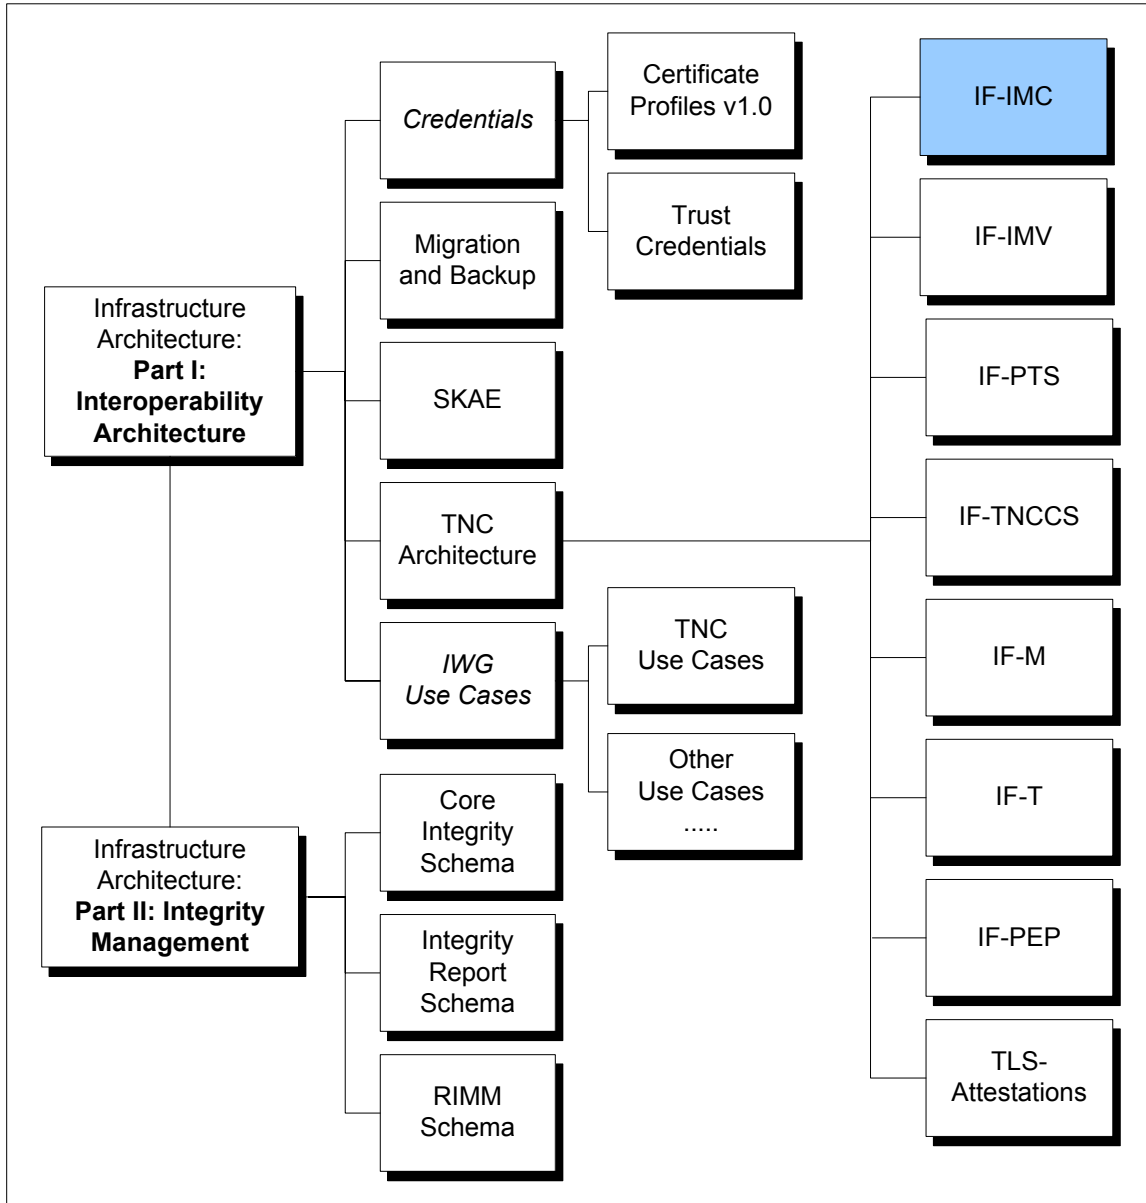 Infrastructure
Architecture:
Part I:
Interoperability
Architecture
Infrastructure
Architecture:
Part II: Integrity
Management
Credentials
Migration
and Backup
SKAE
TNC
Architecture
IWG
Use Cases
Core
Integrity
Schema
Integrity
Report
Schema
RIMM
Schema
Certificate
Profiles v1.0
Trust
Credentials
TNC
Use Cases
Other
Use Cases
.....
IF-IMC
IF-IMV
IF-PTS
IF-TNCCS
IF-M
IF-T
IF-PEP
TLS-
Attestations